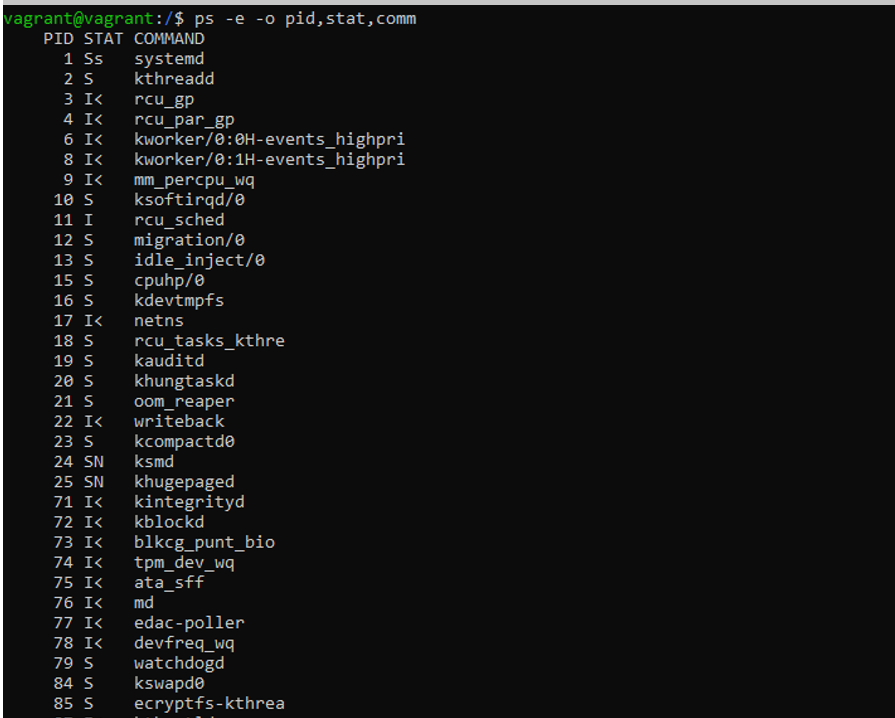 vagrant@vagrant:/$ ps -e -o pid,stat,comm
PID STAT COMMAND
1 Ss systemd
2 S kthreadd
3 I< rcu_gp
4 I< rcu_par_gp
6 I< kworker/0:0H-events_highpri
8 I< kworker/0:1H-events_highpri
9 I< mm_percpu_wq
10 S ksoftirqd/0
11 I rcu_sched
12 S migration/0
13 S idle_inject/0
15 S cpuhp/0
16 S kdevtmpfs
17 I< netns
18 S rcu_tasks_kthre
19 S kauditd
20 S khungtaskd
21 S oom_reaper
22 I< writeback
23 S kcompactd0
24 SN ksmd
25 SN khugepaged
71 I< kintegrityd
72 I< kblockd
73 I< blkcg_punt_bio
74 I< tpm_dev_wq
75 I< ata_sff
76 I< md
77 I< edac-poller
78 I< devfreq_wq
79 S watchdogd
84 S kswapd0
85 S ecryptfs-kthrea